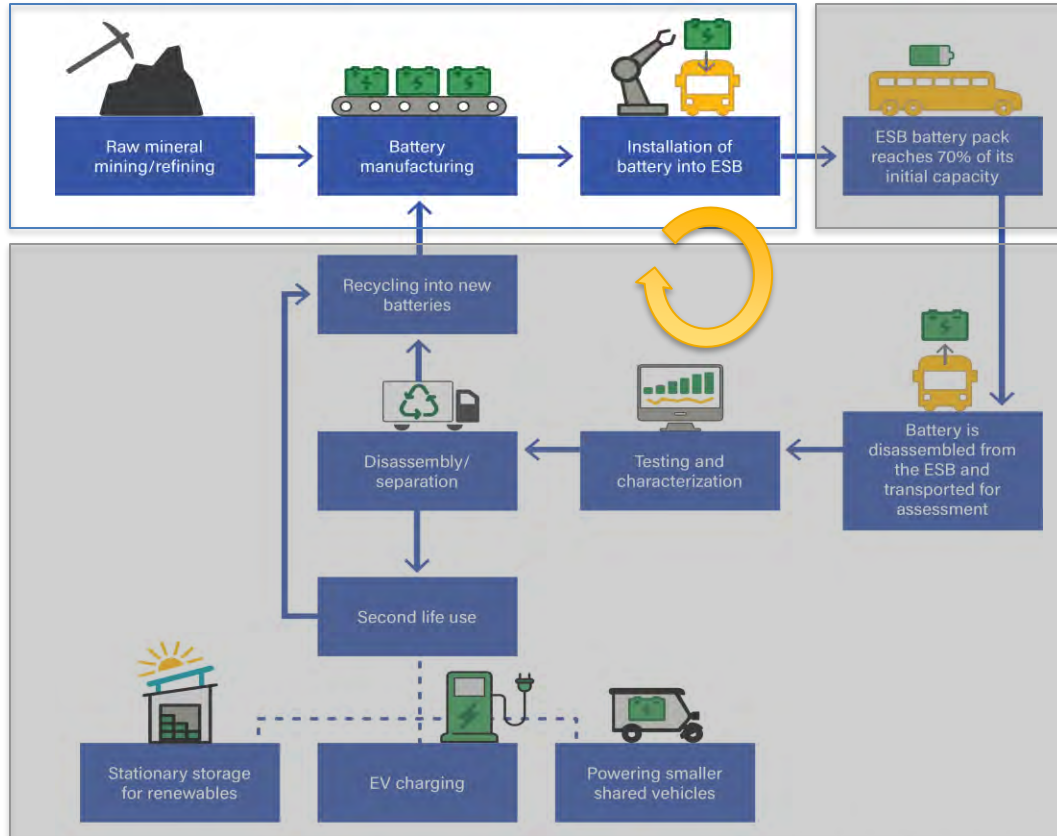 Raw mineral
mining/refining
Battery
manufacturing
Installation of
battery into ESB
ESB battery pack
reaches 70% of its
initial capacity
Recycling into new
batteries
Disassembly/
separation
Testing and
characterization
Battery is
disassembled from
the ESB and
transported for
assessment
Second life use
Stationary storage
for renewables
EV charging
Powering smaller
shared vehicles